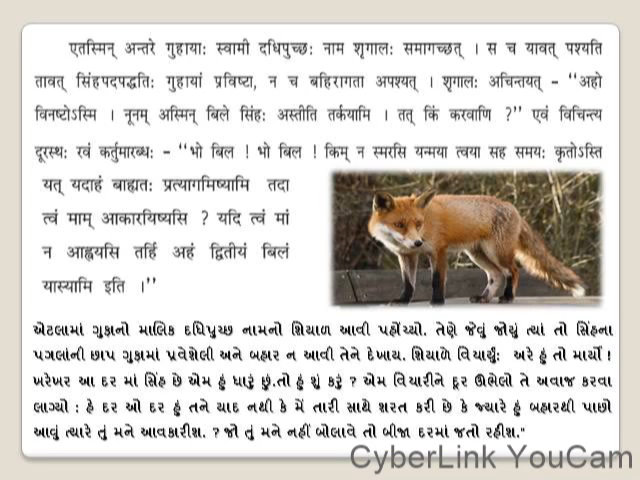 एतस्मिन् अन्तरे गुहायाः स्वामी दधिपुच्छः नाम शृगालः समागच्छत् । स च यावत् पश्यति
तावत् सिंहपदपद्धतिः गुहायां प्रविष्टा, न च बहिरागता अपश्यत् । शृगालः अचिन्तयत् – “अहो
विनष्टोऽस्मि । नूनम् अस्मिन् बिले सिंहः अस्तीति तर्कयामि । तत् किं करवाणि ?” एवं विचिन्त्य
दूरस्थः रवं कर्तुमारब्धः – “भो बिल ! भो बिल ! किम् न स्मरसि यन्मया त्वया सह समयः कृतोऽस्ति
यत् यदाहं बाह्यतः प्रत्यागमिष्यामि तदा
त्वं माम् आकारयिष्यसि ? यदि त्वं मां
न आह्वयसि तर्हि अहं द्वितीयं बिलं
यास्यामि इति ।”
એટલામાં ગુફાનો માલિક દધિપુચ્છ નામનો શિયાળ આવી પહોંચ્યો. તેણે જેવું જોયું ત્યાં તો સિંહના
પગલાંની છાપ ગુફામાં પ્રવેશેલી અને બહાર ન આવી તેને દેખાય. શિયાળે વિચાર્યુંઃ અરે હું તો માર્યો !
ખરેખર આ દર માં સિંહ છે એમ હું ધારું છું.તો હું શું કરું ? એમ વિચારીને દૂર ઊભેલો તે અવાજ કરવા
લાગ્યો : હે દર ઓ દર હું તને યાદ નથી કે મેં તારી સાથે શરત કરી છે કે જ્યારે હું બહારથી પાછો
આવું ત્યારે તું મને આવકારીશ. ? જો તું મને નહીં બોલાવે તો બીજા દરમાં જતો રહીશ."
CyberLink YouCam